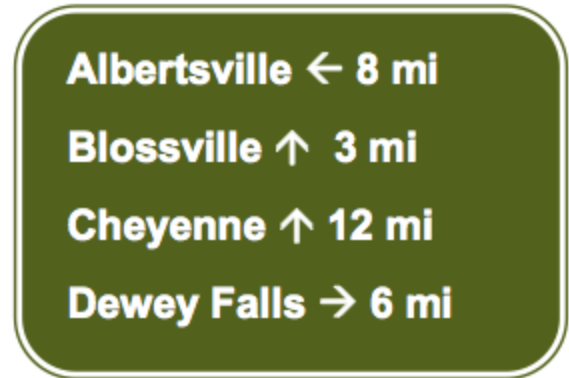 Albertsville ← 8 mi
Blossville ↑ 3 mi
Cheyenne ↑ 12 mi
Dewey Falls → 6 mi